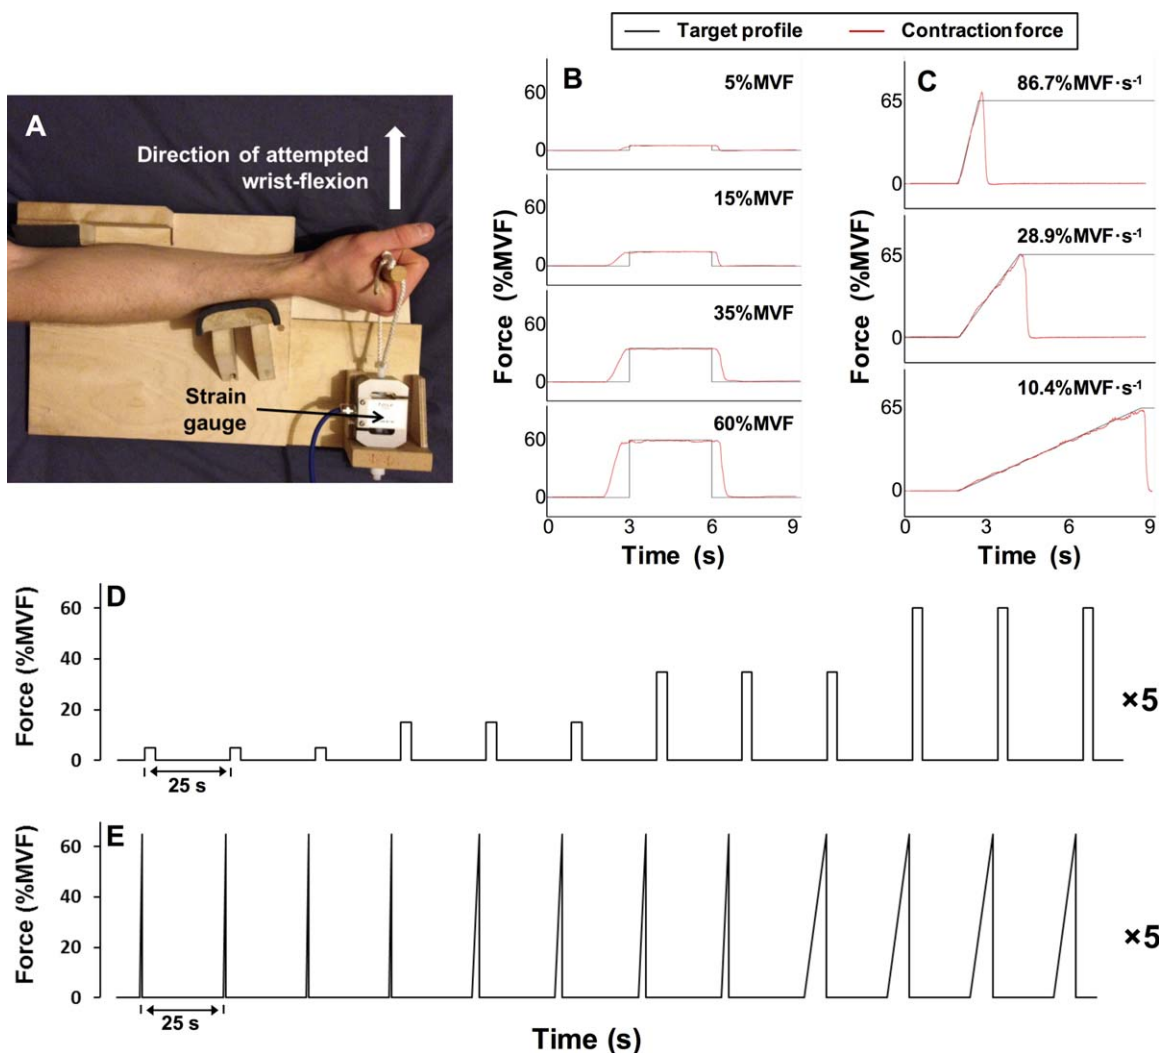 Target profile
Contraction force
A
Direction of attempted
wrist-flexion
Strain
gauge
B
Force (%MVF)
5%MVF
60
0
15%MVF
60
0
35%MVF
60
0
60%MVF
60
0
0 3 6 9
Time (s)
C
Force (%MVF)
86.7%MVF·s⁻¹
65
0
28.9%MVF·s⁻¹
65
0
10.4%MVF·s⁻¹
65
0
0 3 6 9
Time (s)
D
Force (%MVF)
60
40
20
0
25 s
×5
E
Force (%MVF)
60
40
20
0
25 s
×5
Time (s)